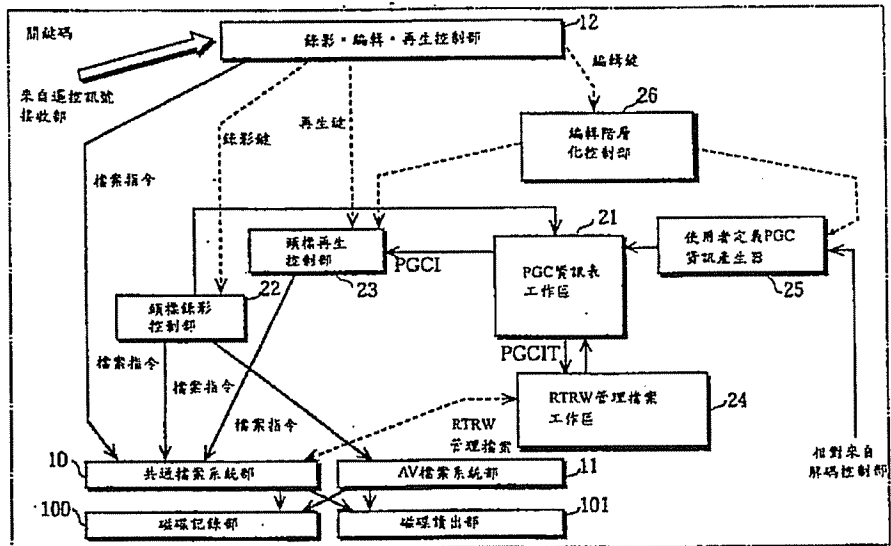 關鍵碼
12
錄影·編輯·再生控制部
來自遙控訊號
接收部
編輯鍵
26
再生鍵
錄影鍵
編輯階層
化控制部
檔案指令
21
頭標再生
控制部
PGCI
PGC資訊表
工作區
使用者定義PGC
資訊產生器
22
23
25
頭標錄影
控制部
PGCIT
檔案指令
檔案指令
檔案指令
RTRW管理檔案
工作區
24
RTRW
管理檔案
相對來自
解碼控制部
10
共通檔案系統部
AV檔案系統部
11
100
磁碟記錄部
磁碟讀出部
101